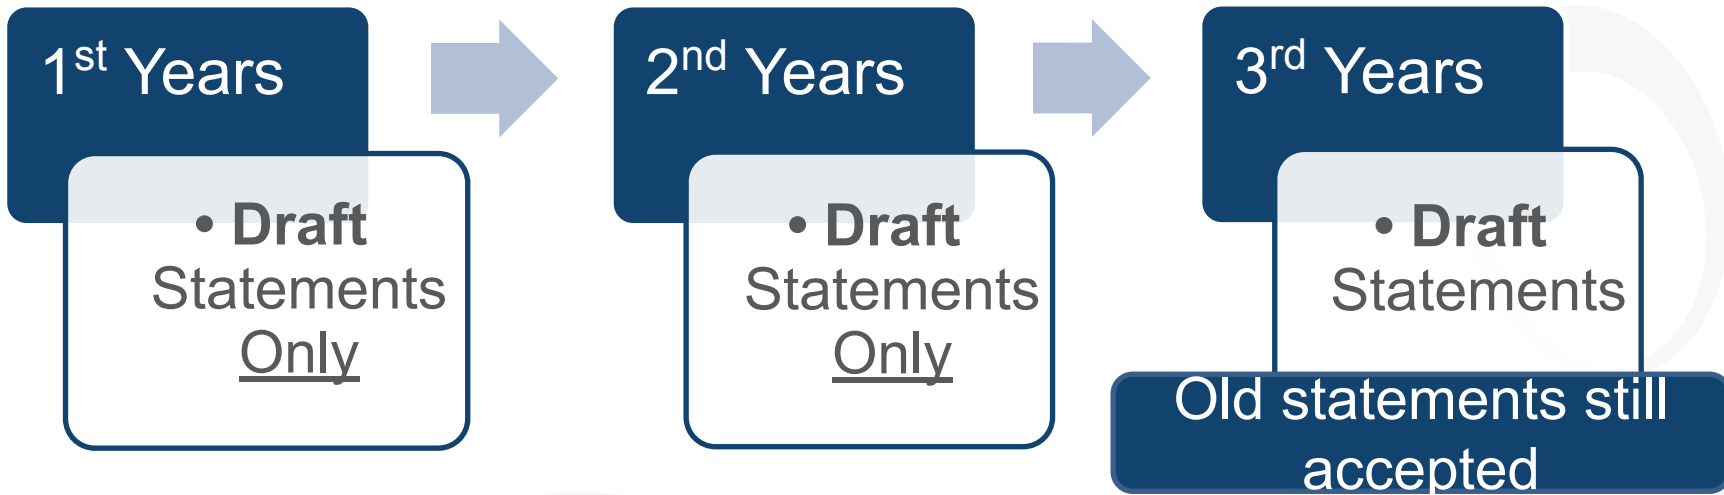 1st Years
• Draft
Statements
Only
2nd Years
• Draft
Statements
Only
3rd Years
• Draft
Statements
Old statements still
accepted